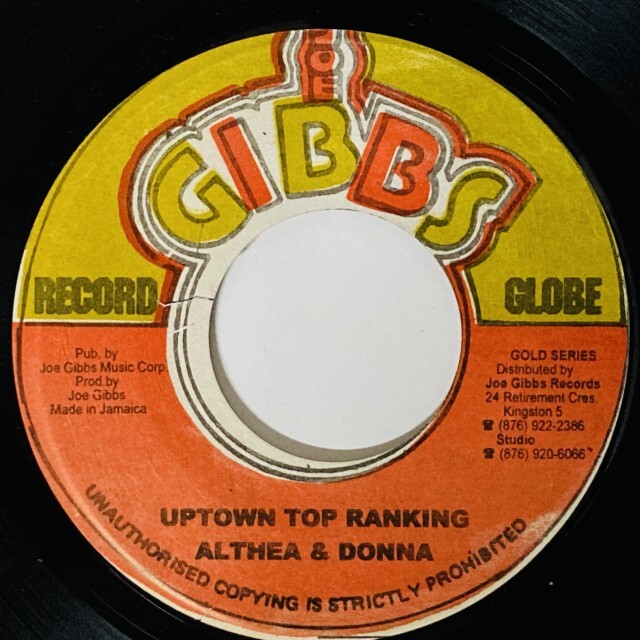 JOE
GIBBS
RECORD GLOBE
Pub. by
Joe Gibbs Music Corp.
Prod.by
Joe Gibbs
Made in Jamaica
GOLD SERIES
Distributed by
Joe Gibbs Records
24 Retirement Cres.
Kingston 5
☎ (876) 922-2386
Studio
☎ (876) 920-6066
UPTOWN TOP RANKING
ALTHEA & DONNA
UNAUTHORISED COPYING IS STRICTLY PROHIBITED